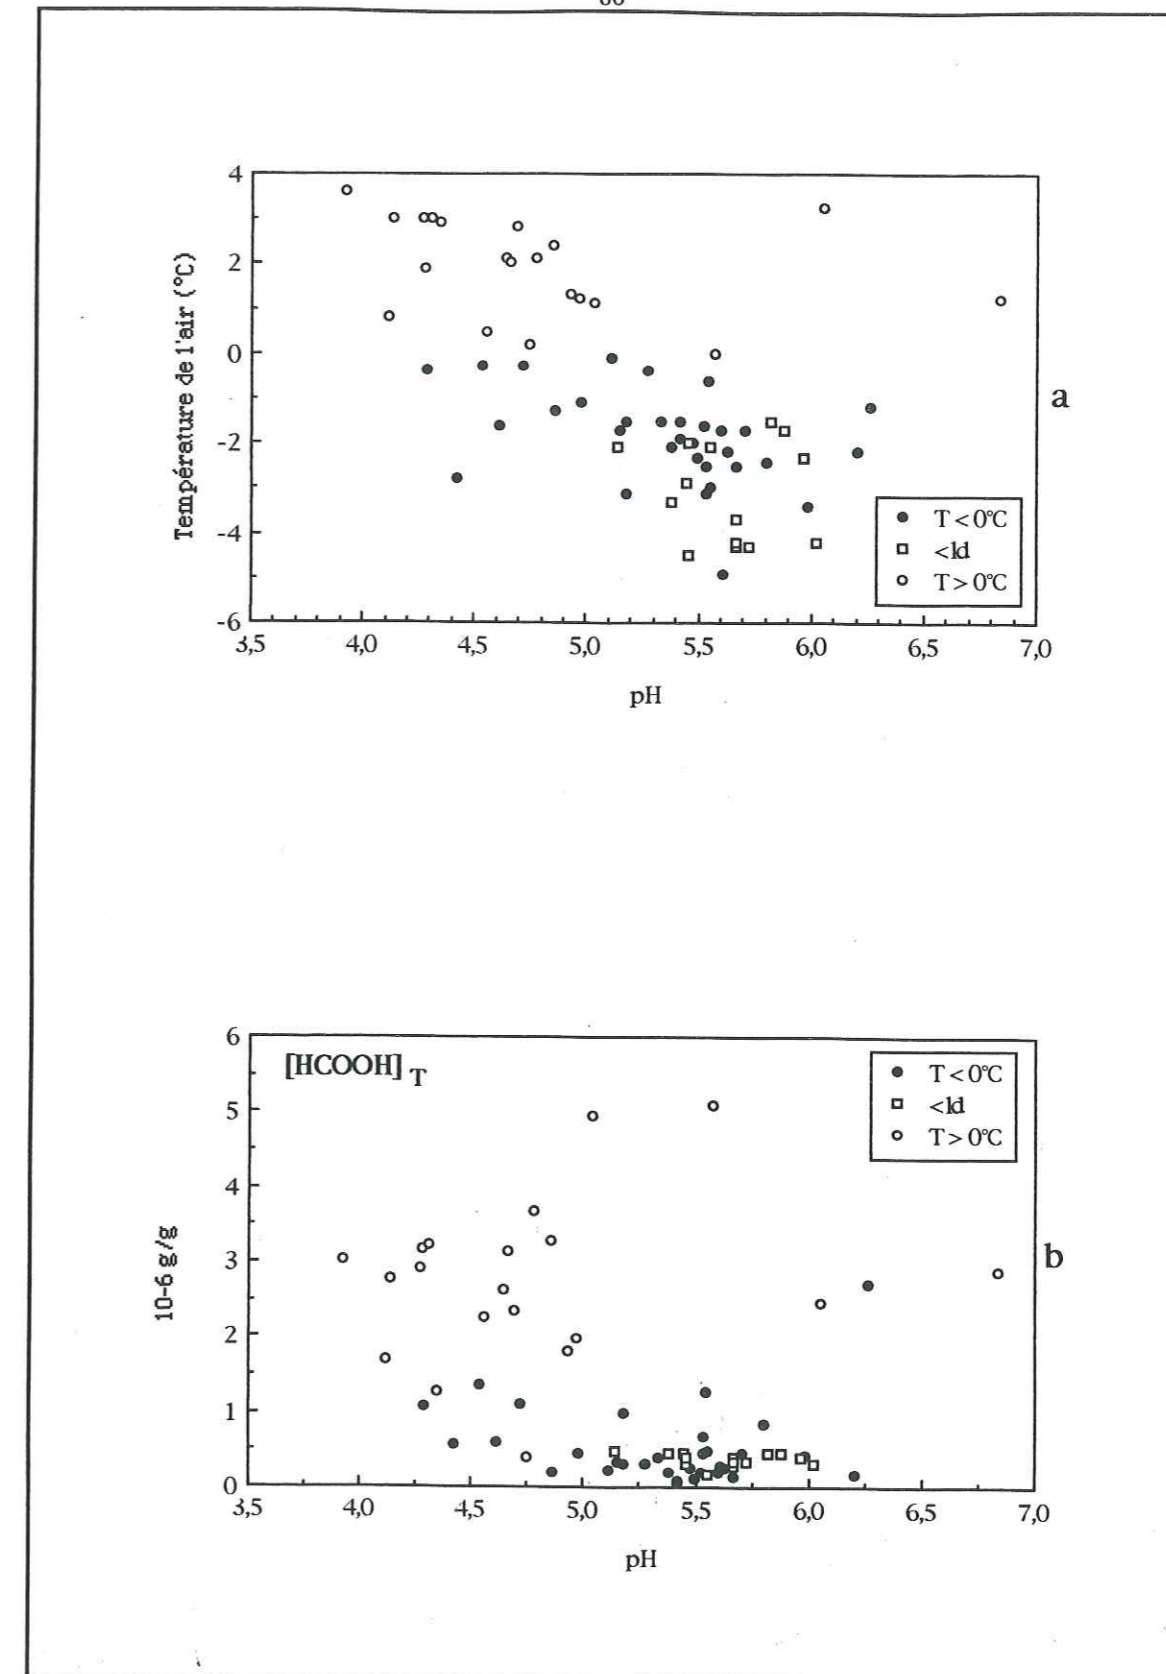 4
2
0
-2
-4
-6
Température de l'air (°C)
3,5 4,0 4,5 5,0 5,5 6,0 6,5 7,0
pH
T < 0°C
<ld
T > 0°C
a
[HCOOH] T
6
5
4
3
2
1
0
10-6 g/g
3,5 4,0 4,5 5,0 5,5 6,0 6,5 7,0
pH
T < 0°C
<ld
T > 0°C
b